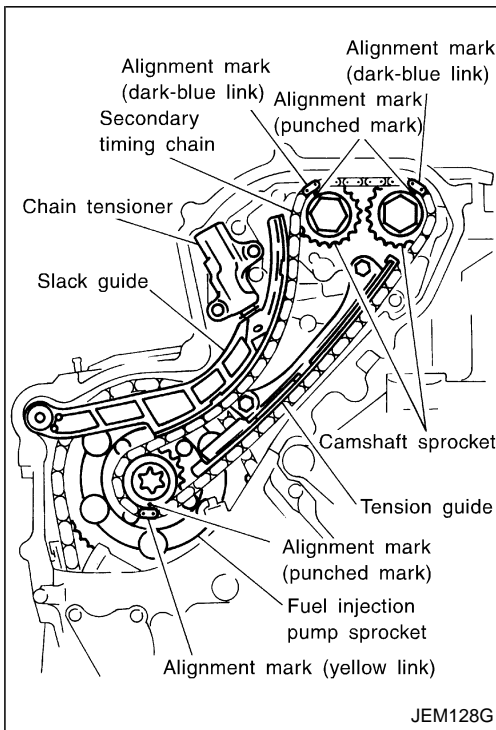 Alignment mark
(dark-blue link)
Alignment mark
(dark-blue link)
Alignment mark
(punched mark)
Secondary
timing chain
Chain tensioner
Slack guide
Camshaft sprocket
Tension guide
Alignment mark
(punched mark)
Fuel injection
pump sprocket
Alignment mark (yellow link)
JEM128G